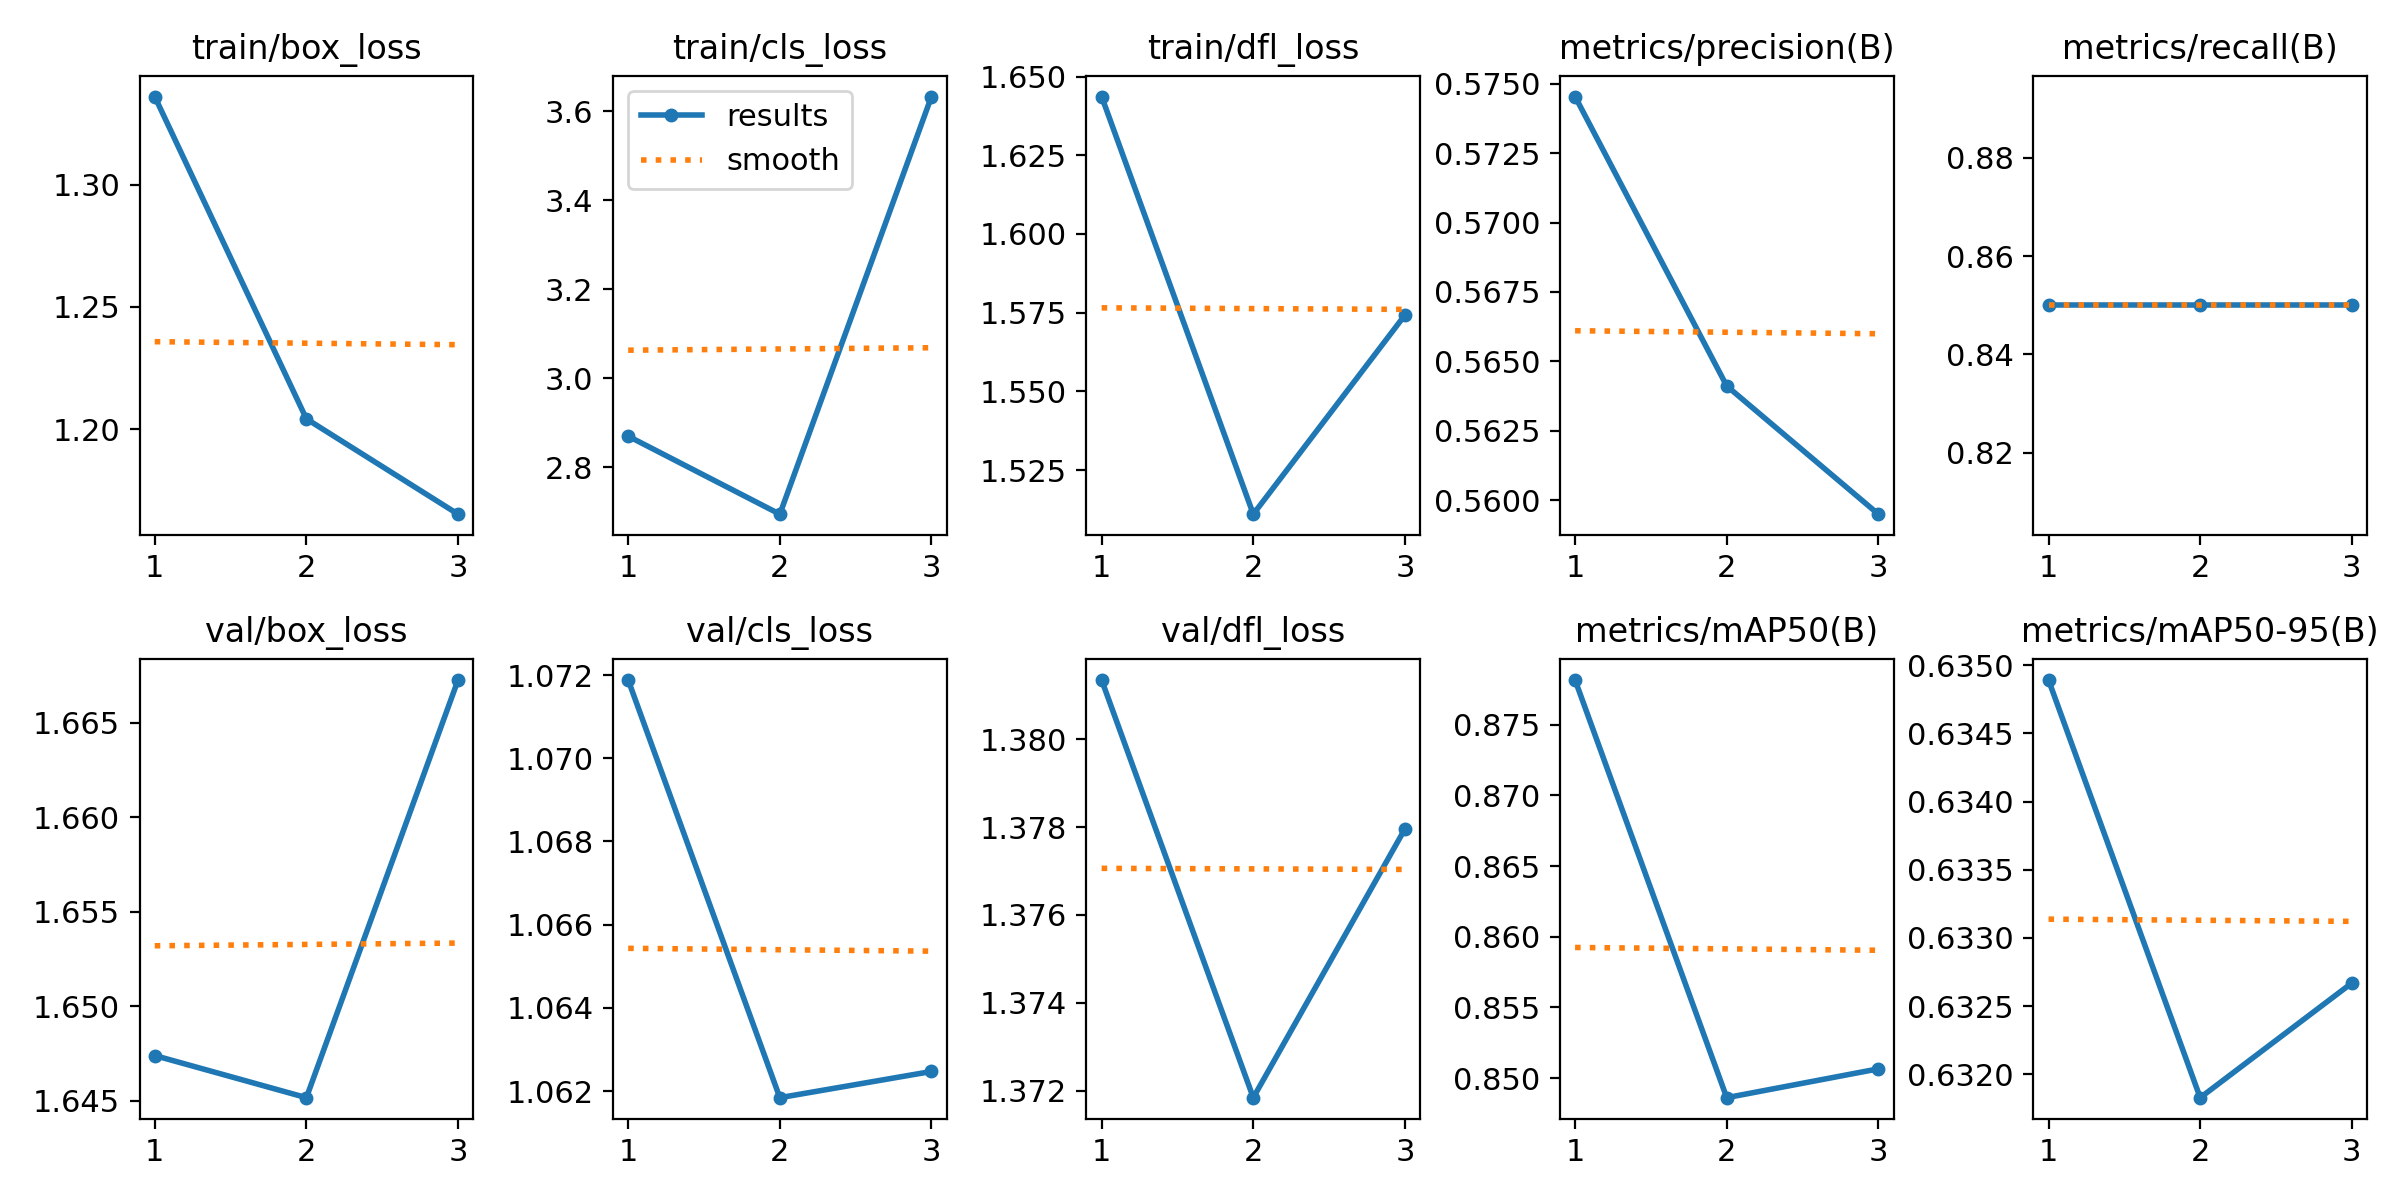 train/box_loss
1.30
1.25
1.20
1 2 3
train/cls_loss
results
smooth
3.6
3.4
3.2
3.0
2.8
1 2 3
train/dfl_loss
1.650
1.625
1.600
1.575
1.550
1.525
1 2 3
metrics/precision(B)
0.5750
0.5725
0.5700
0.5675
0.5650
0.5625
0.5600
1 2 3
metrics/recall(B)
0.88
0.86
0.84
0.82
1 2 3
val/box_loss
1.665
1.660
1.655
1.650
1.645
1 2 3
val/cls_loss
1.072
1.070
1.068
1.066
1.064
1.062
1 2 3
val/dfl_loss
1.380
1.378
1.376
1.374
1.372
1 2 3
metrics/mAP50(B)
0.875
0.870
0.865
0.860
0.855
0.850
1 2 3
metrics/mAP50-95(B)
0.6350
0.6345
0.6340
0.6335
0.6330
0.6325
0.6320
1 2 3